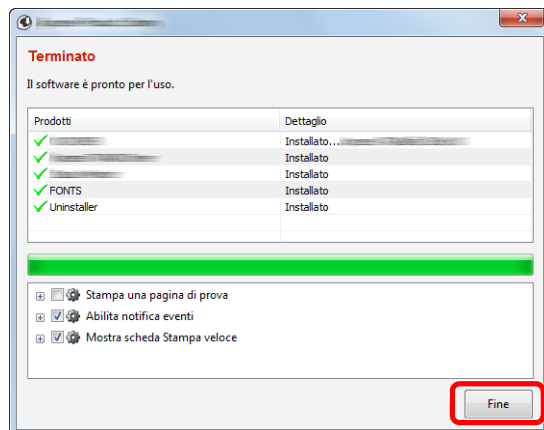 Terminato
Il software è pronto per l'uso.
Prodotti Dettaglio
Installato...
Installato
Installato
FONTS Installato
Uninstaller Installato
Stampa una pagina di prova
Abilita notifica eventi
Mostra scheda Stampa veloce
Fine